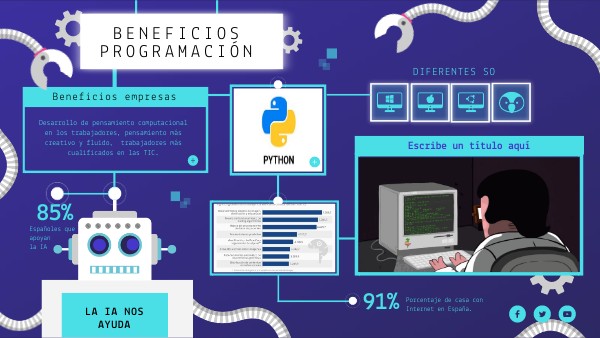 BENEFICIOS
PROGRAMACIÓN
DIFERENTES SO
Beneficios empresas
Desarrollo de pensamiento computacional
en los trabajadores, pensamiento más
creativo y fluido,  trabajadores más
cualificados en las TIC.
PYTHON
Escribe un título aquí
85%
Españoles que
apoyan
la IA
LA IA NOS
AYUDA
91%
Porcentaje de casa con
Internet en España.